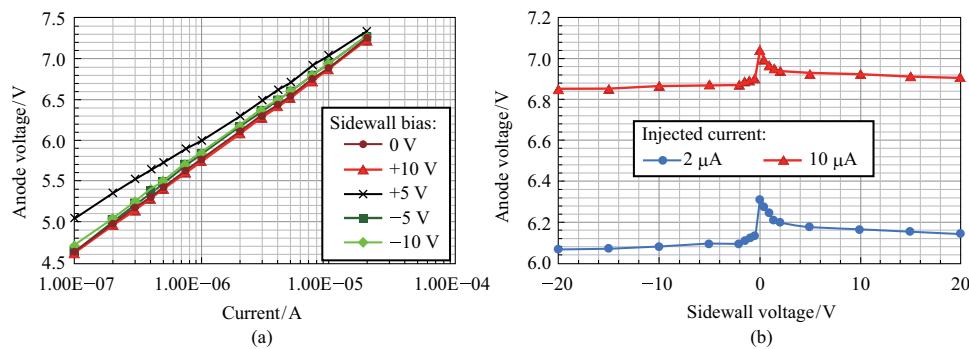 7.5
7.0
6.5
6.0
5.5
5.0
4.5
Anode voltage/V
1.00E−07
1.00E−06
1.00E−05
1.00E−04
Current/A
Sidewall bias:
0 V
+10 V
+5 V
−5 V
−10 V
(a)
7.2
7.0
6.8
6.6
6.4
6.2
6.0
Anode voltage/V
Injected current:
2 μA
10 μA
−20
−10
0
10
20
Sidewall voltage/V
(b)